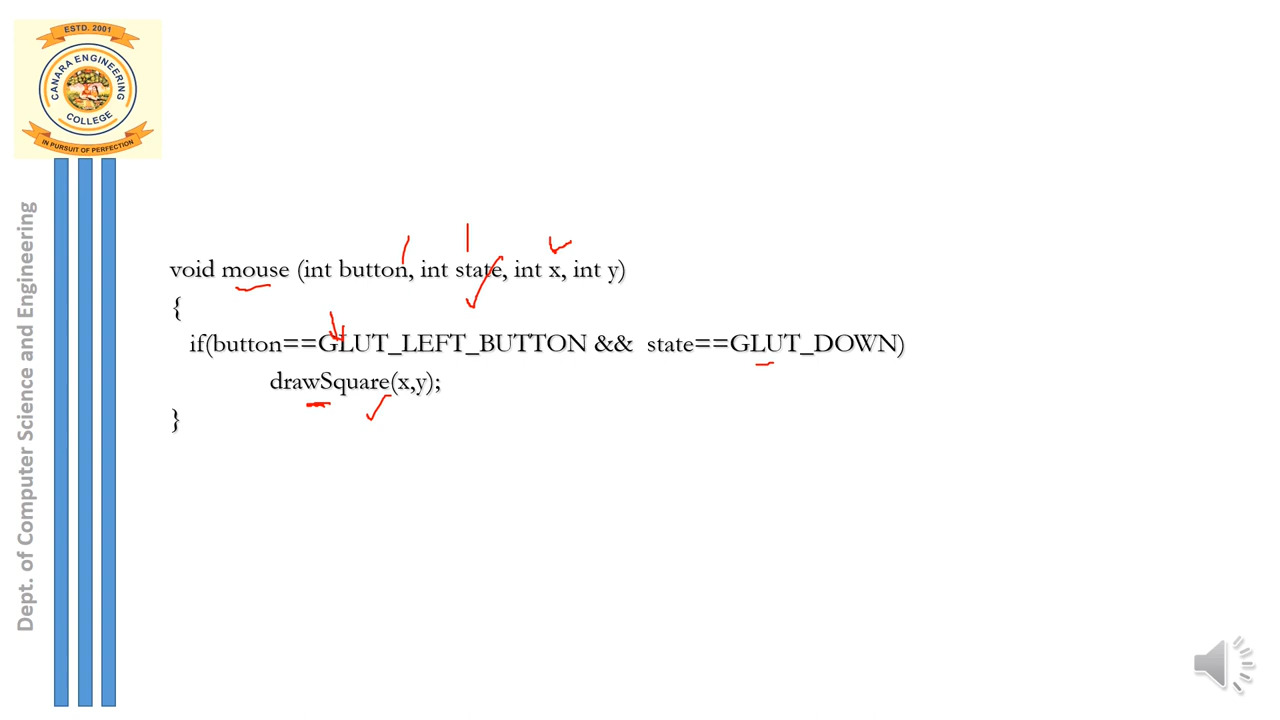 ESTD. 2001
CANARA ENGINEERING
COLLEGE
IN PURSUIT OF PERFECTION
Dept. of Computer Science and Engineering
void mouse (int button, int state, int x, int y)
{
if(button==GLUT_LEFT_BUTTON && state==GLUT_DOWN)
drawSquare(x,y);
}